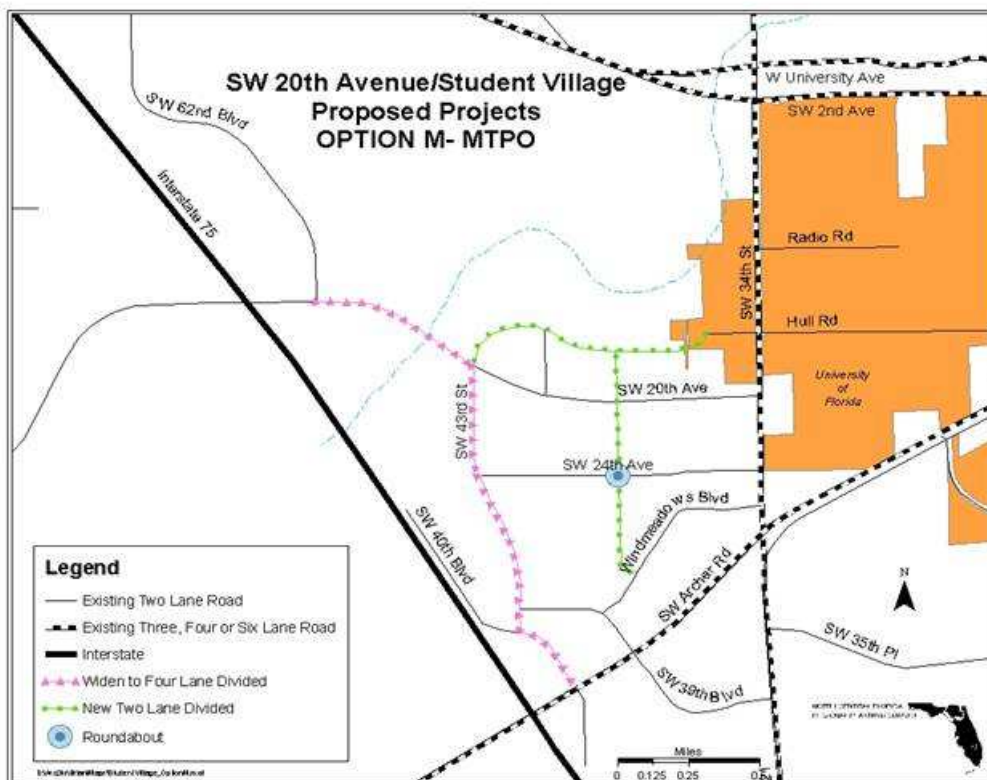 SW 20th Avenue/Student Village
Proposed Projects
OPTION M- MTPO
W University Ave
SW 2nd Ave
SW 62nd Blvd
Interstate 75
Radio Rd
SW 34th St
Hull Rd
University
of
Florida
SW 20th Ave
SW 43rd St
SW 24th Ave
Windmeadows Blvd
SW 40th Blvd
SW Archer Rd
N
SW 35th Pl
SW 39th Blvd
Legend
Existing Two Lane Road
Existing Three, Four or Six Lane Road
Interstate
Widen to Four Lane Divided
New Two Lane Divided
Roundabout
Miles
0 0.125 0.25